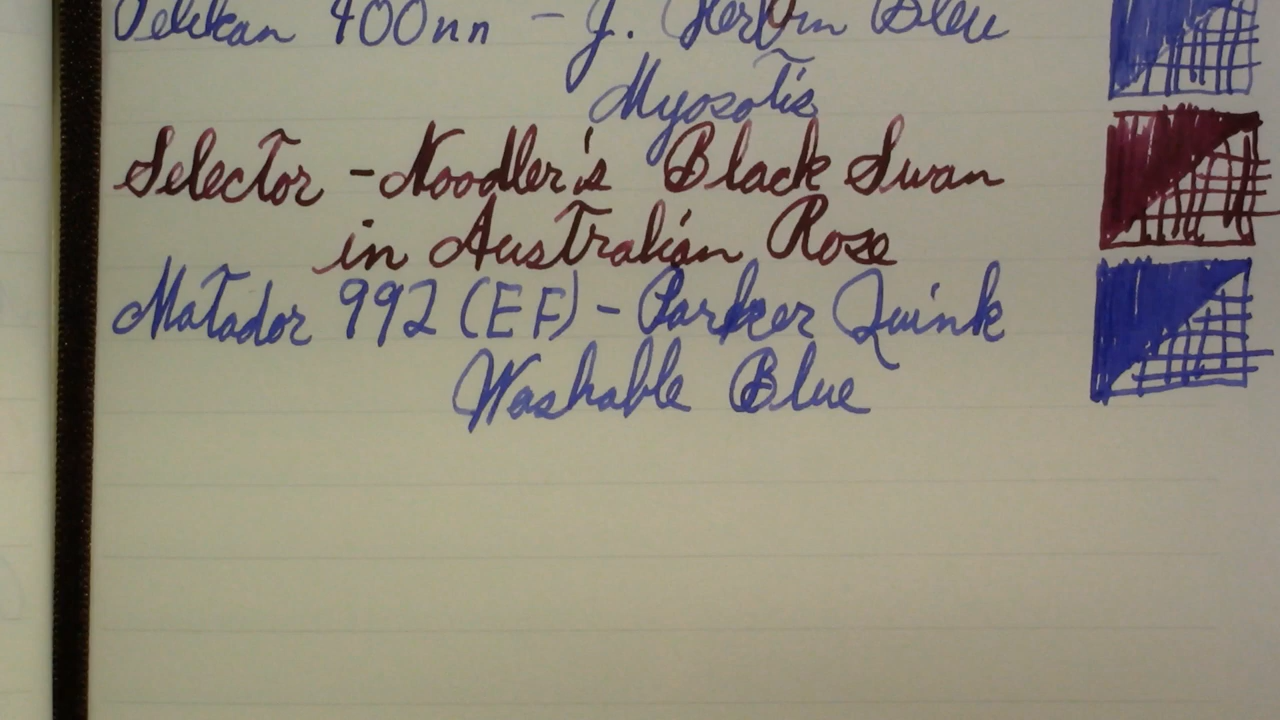 Pelikan 400nn - J. Herbin Bleu
Myosotis
Selector - Noodler's Black Swan
in Australian Rose
Matador 992 (EF) - Parker Quink
Washable Blue